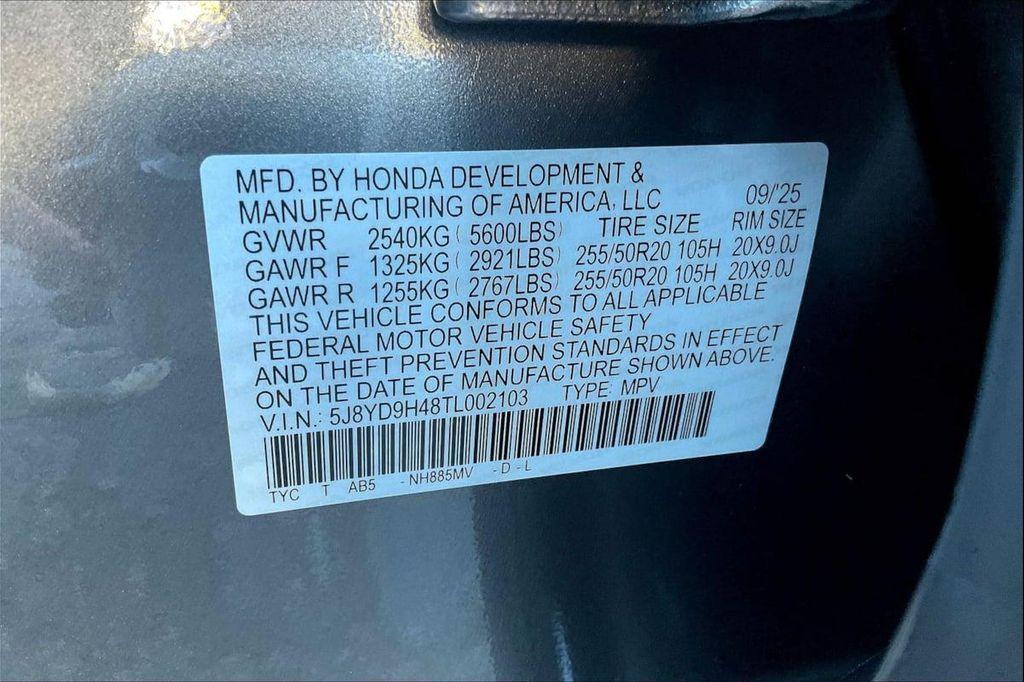 MFD. BY HONDA DEVELOPMENT &
MANUFACTURING OF AMERICA, LLC 09/'25
GVWR 2540KG ( 5600LBS) TIRE SIZE RIM SIZE
GAWR F 1325KG ( 2921LBS) 255/50R20 105H 20X9.0J
GAWR R 1255KG ( 2767LBS) 255/50R20 105H 20X9.0J
THIS VEHICLE CONFORMS TO ALL APPLICABLE
FEDERAL MOTOR VEHICLE SAFETY
AND THEFT PREVENTION STANDARDS IN EFFECT
ON THE DATE OF MANUFACTURE SHOWN ABOVE.
V.I.N.: 5J8YD9H48TL002103 TYPE: MPV
TYC T AB5 - NH885MV - D - L